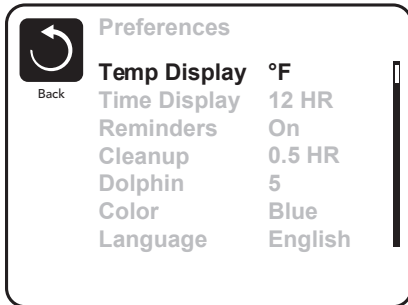 Preferences
Back
Temp Display °F
Time Display 12 HR
Reminders On
Cleanup 0.5 HR
Dolphin 5
Color Blue
Language English